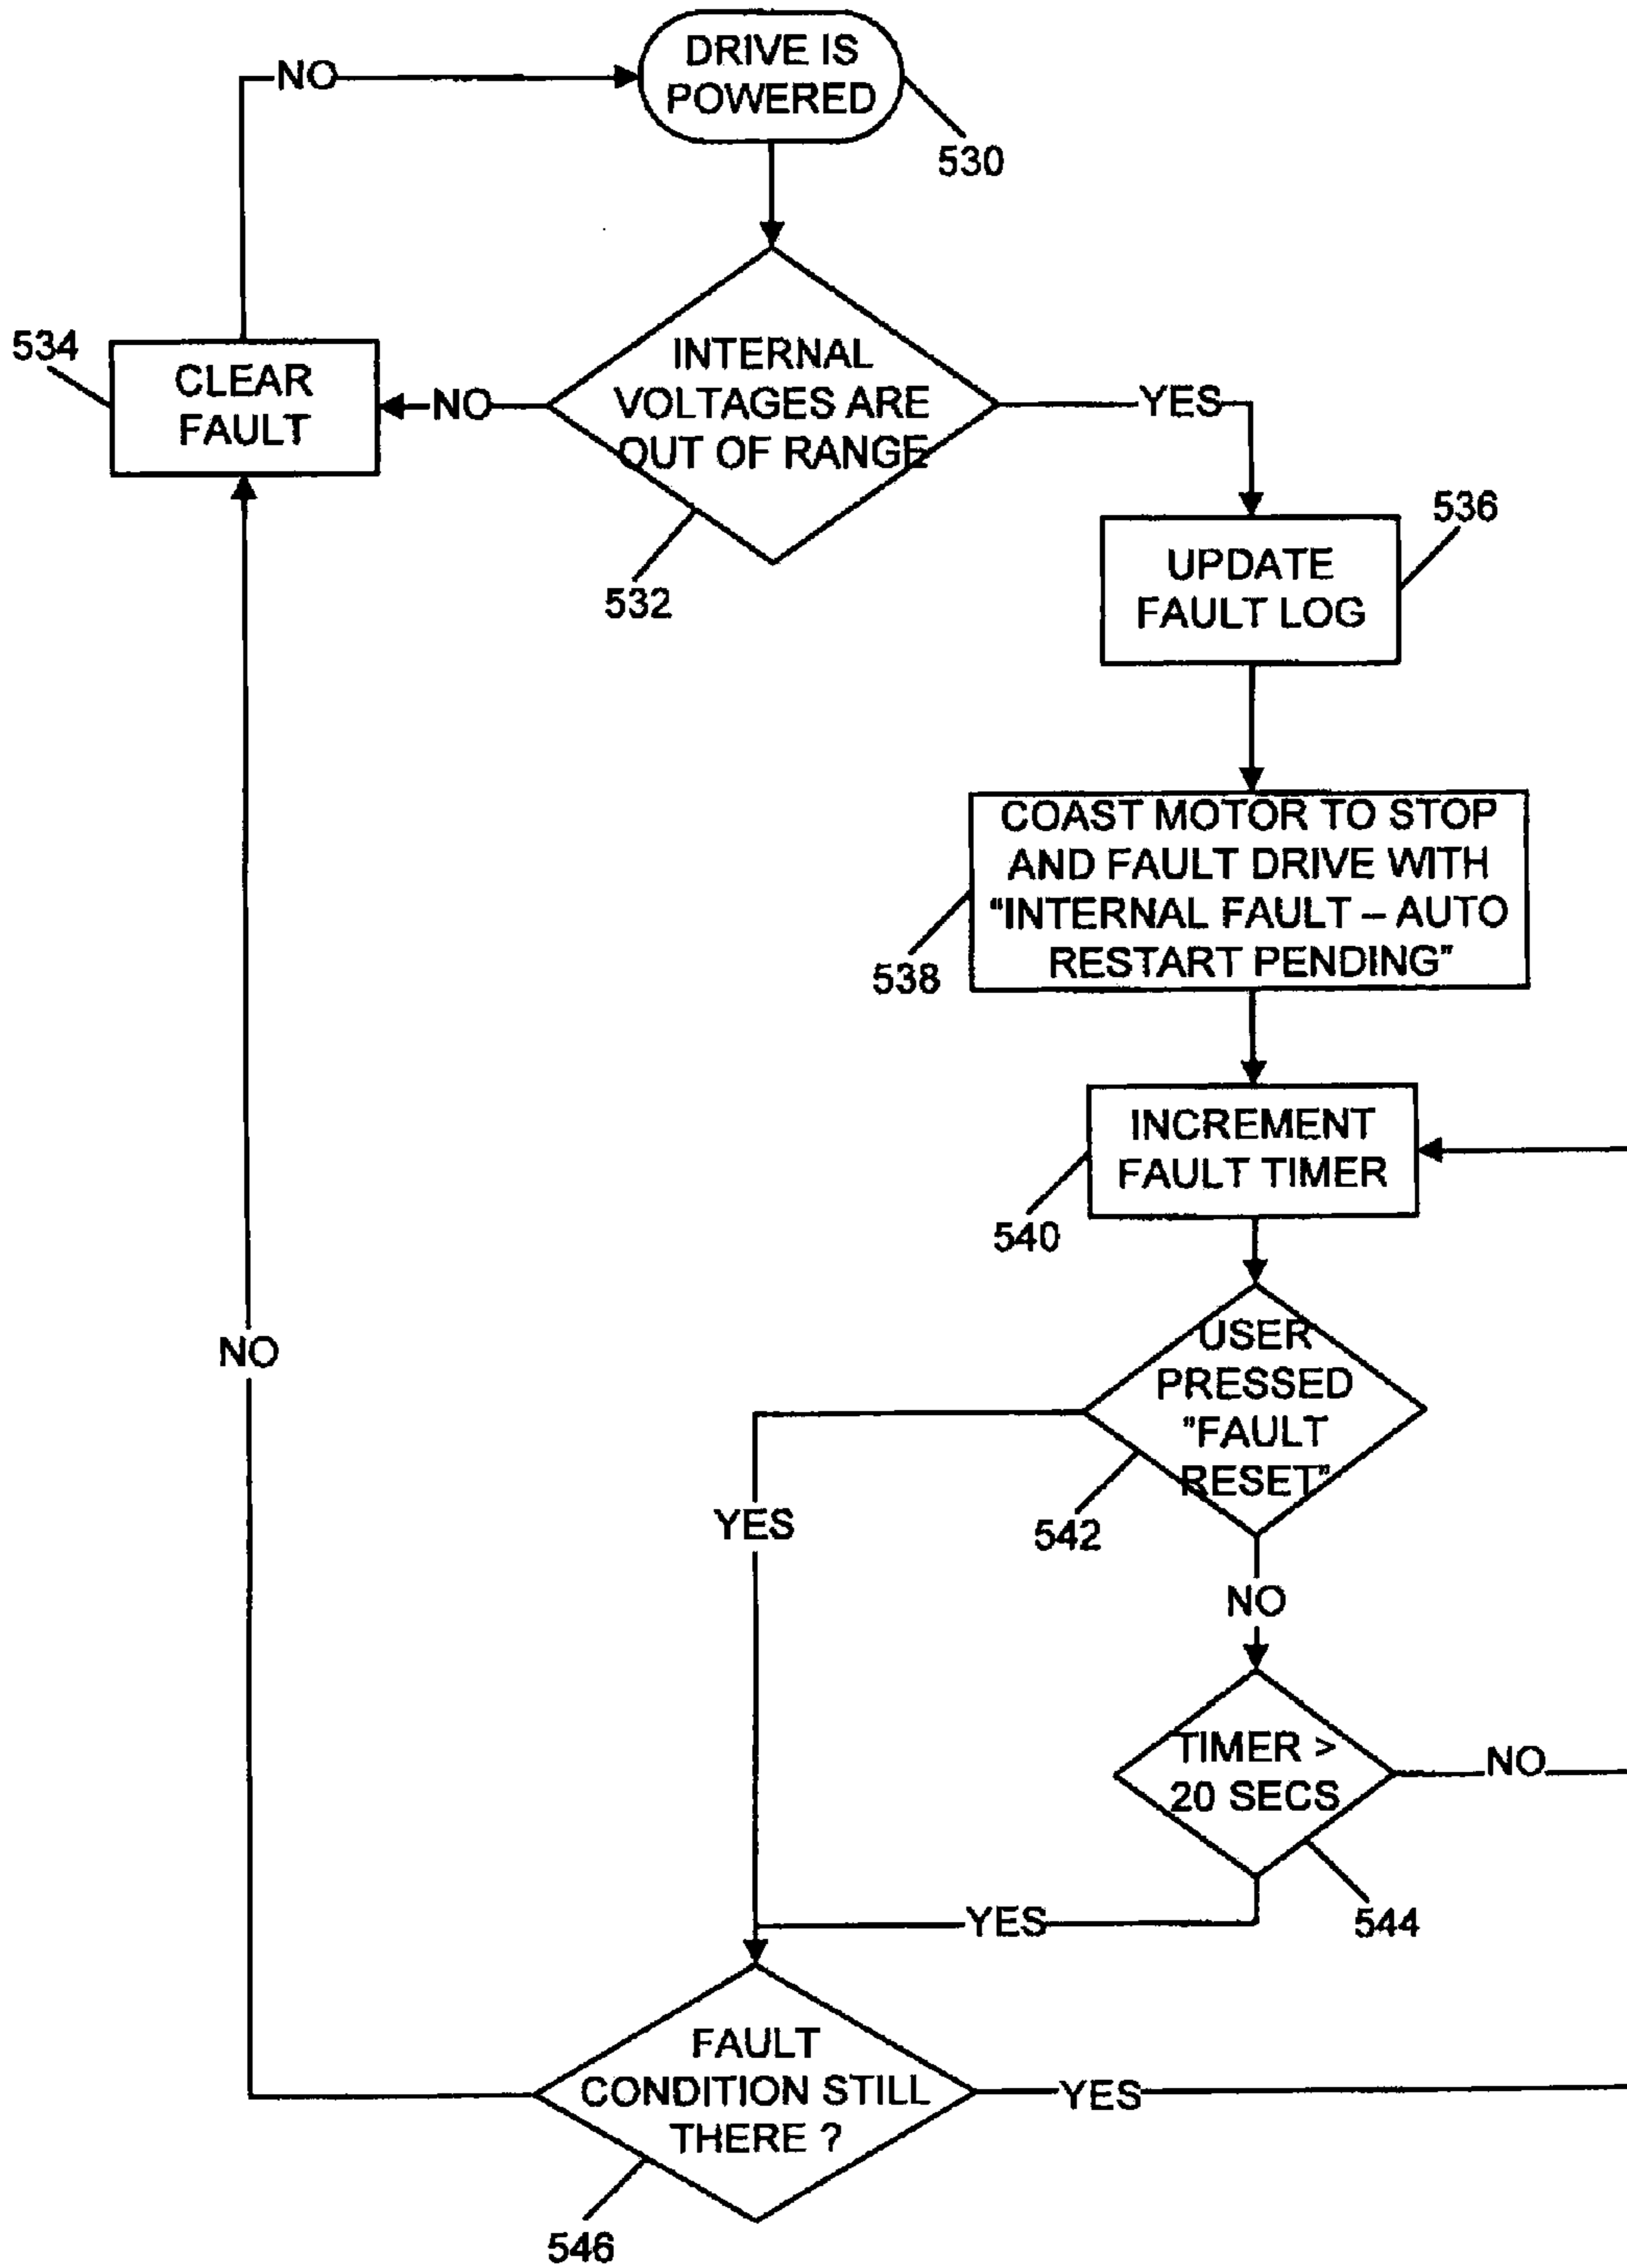 DRIVE IS
POWERED
530
NO
INTERNAL
VOLTAGES ARE
OUT OF RANGE
532
NO
534
CLEAR
FAULT
YES
536
UPDATE
FAULT LOG
COAST MOTOR TO STOP
AND FAULT DRIVE WITH
"INTERNAL FAULT – AUTO
RESTART PENDING"
538
INCREMENT
FAULT TIMER
540
USER
PRESSED
"FAULT
RESET"
542
NO
YES
NO
TIMER >
20 SECS
NO
544
YES
FAULT
CONDITION STILL
THERE ?
YES
546